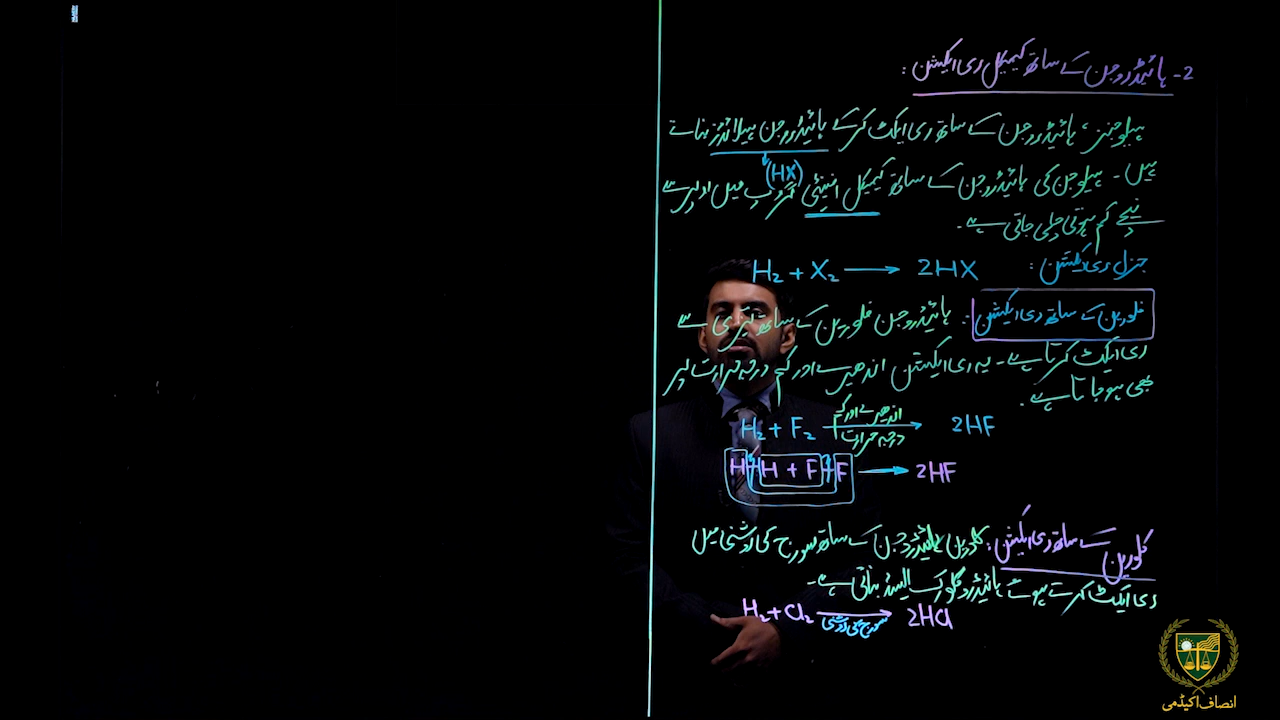 2- ہائیڈروجن کے ساتھ کیمیکل ری ایکشن :
ہیلوجنز، ہائیڈروجن کے ساتھ ری ایکٹ کر کے ہائیڈروجن ہیلائڈز بناتے
(HX)
ہیں۔ ہیلوجن کی ہائیڈروجن کے ساتھ کیمیکل افینیٹی گروپ میں اوپر سے
نیچے کم ہوتی چلی جاتی ہے۔
جنرل ری ایکشن : H₂ + X₂ ⟶ 2HX
فلورین کے ساتھ ری ایکشن : ہائیڈروجن فلورین کے ساتھ تیزی سے
ری ایکٹ کرتا ہے۔ یہ ری ایکشن اندھیرے اور کم درجہ حرارت پر
بھی ہو جاتا ہے۔
اندھیرے اور کم
H₂ + F₂ ⟶ 2HF
درجہ حرارت
H + H + F + F ⟶ 2HF
کلورین کے ساتھ ری ایکشن : کلورین ہائیڈروجن کے ساتھ سورج کی روشنی میں
ری ایکٹ کرتے ہوئے ہائیڈروکلورک ایسڈ بناتی ہے۔
H₂ + Cl₂ ⟶ 2HCl
سورج کی روشنی
انصاف اکیڈمی